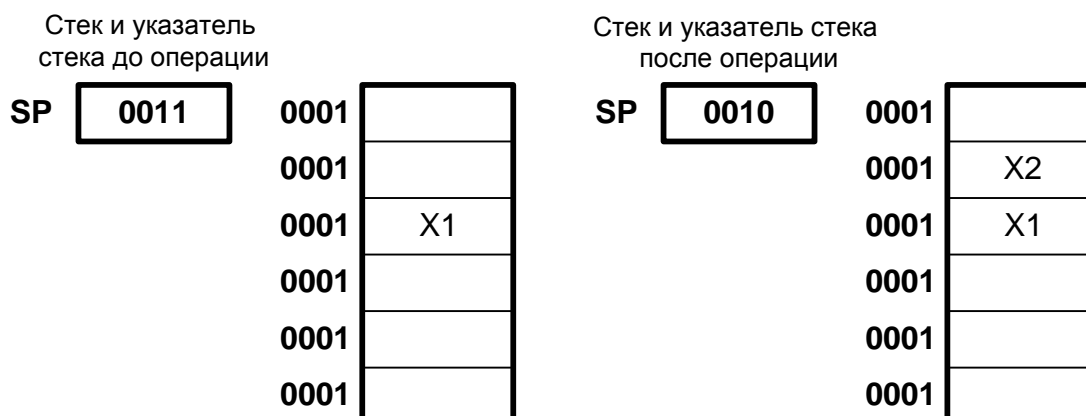 Стек и указатель
стека до операции
SP 0011 0001
0001
0001 X1
0001
0001
0001
Стек и указатель стека
после операции
SP 0010 0001
0001 X2
0001 X1
0001
0001
0001